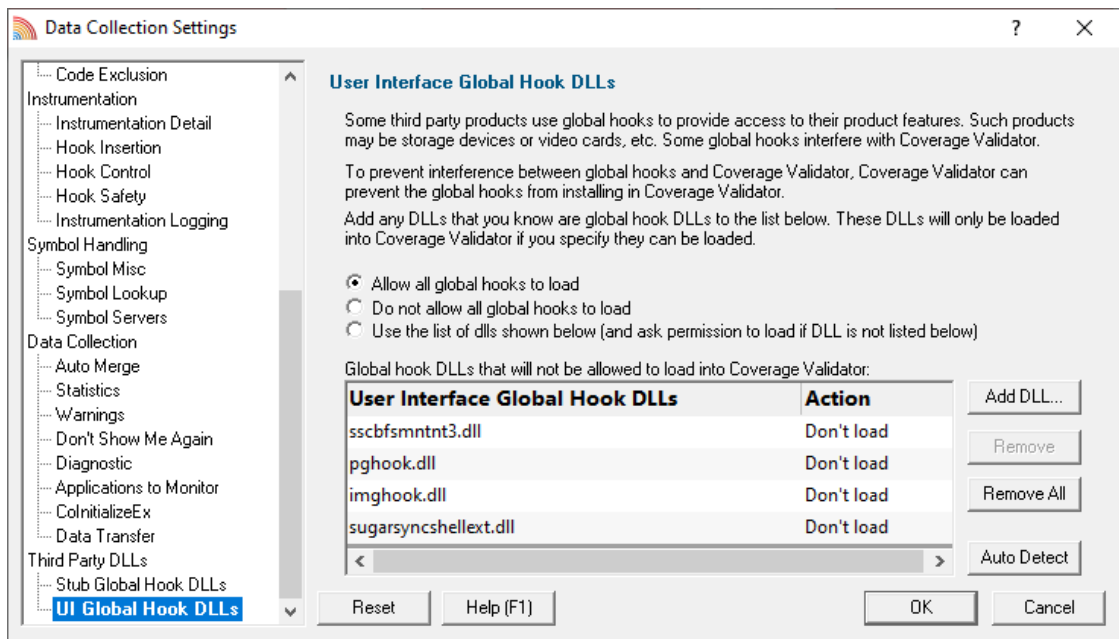 Data Collection Settings
?
Code Exclusion
Instrumentation
Instrumentation Detail
Hook Insertion
Hook Control
Hook Safety
Instrumentation Logging
Symbol Handling
Symbol Misc
Symbol Lookup
Symbol Servers
Data Collection
Auto Merge
Statistics
Warnings
Don't Show Me Again
Diagnostic
Applications to Monitor
CoInitializeEx
Data Transfer
Third Party DLLs
Stub Global Hook DLLs
UI Global Hook DLLs
User Interface Global Hook DLLs
Some third party products use global hooks to provide access to their product features. Such products
may be storage devices or video cards, etc. Some global hooks interfere with Coverage Validator.
To prevent interference between global hooks and Coverage Validator, Coverage Validator can
prevent the global hooks from installing in Coverage Validator.
Add any DLLs that you know are global hook DLLs to the list below. These DLLs will only be loaded
into Coverage Validator if you specify they can be loaded.
Allow all global hooks to load
Do not allow all global hooks to load
Use the list of dlls shown below (and ask permission to load if DLL is not listed below)
Global hook DLLs that will not be allowed to load into Coverage Validator:
User Interface Global Hook DLLs Action
sscbfsmntnt3.dll Don't load
pghook.dll Don't load
imghook.dll Don't load
sugarsyncshellext.dll Don't load
Add DLL...
Remove
Remove All
Auto Detect
Reset
Help (F1)
OK
Cancel